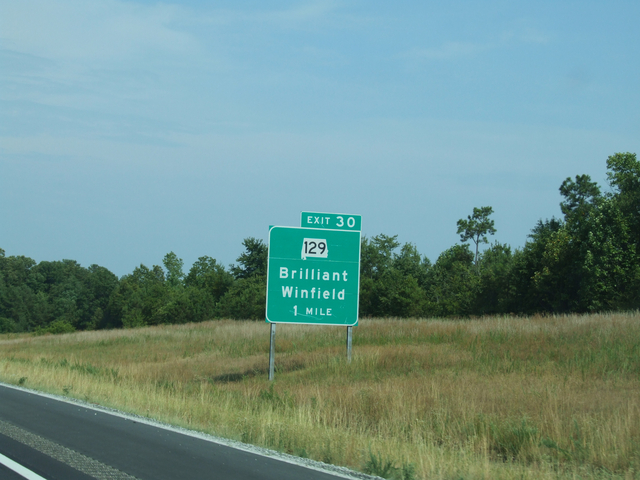 EXIT 30
129
Brilliant
Winfield
1 MILE